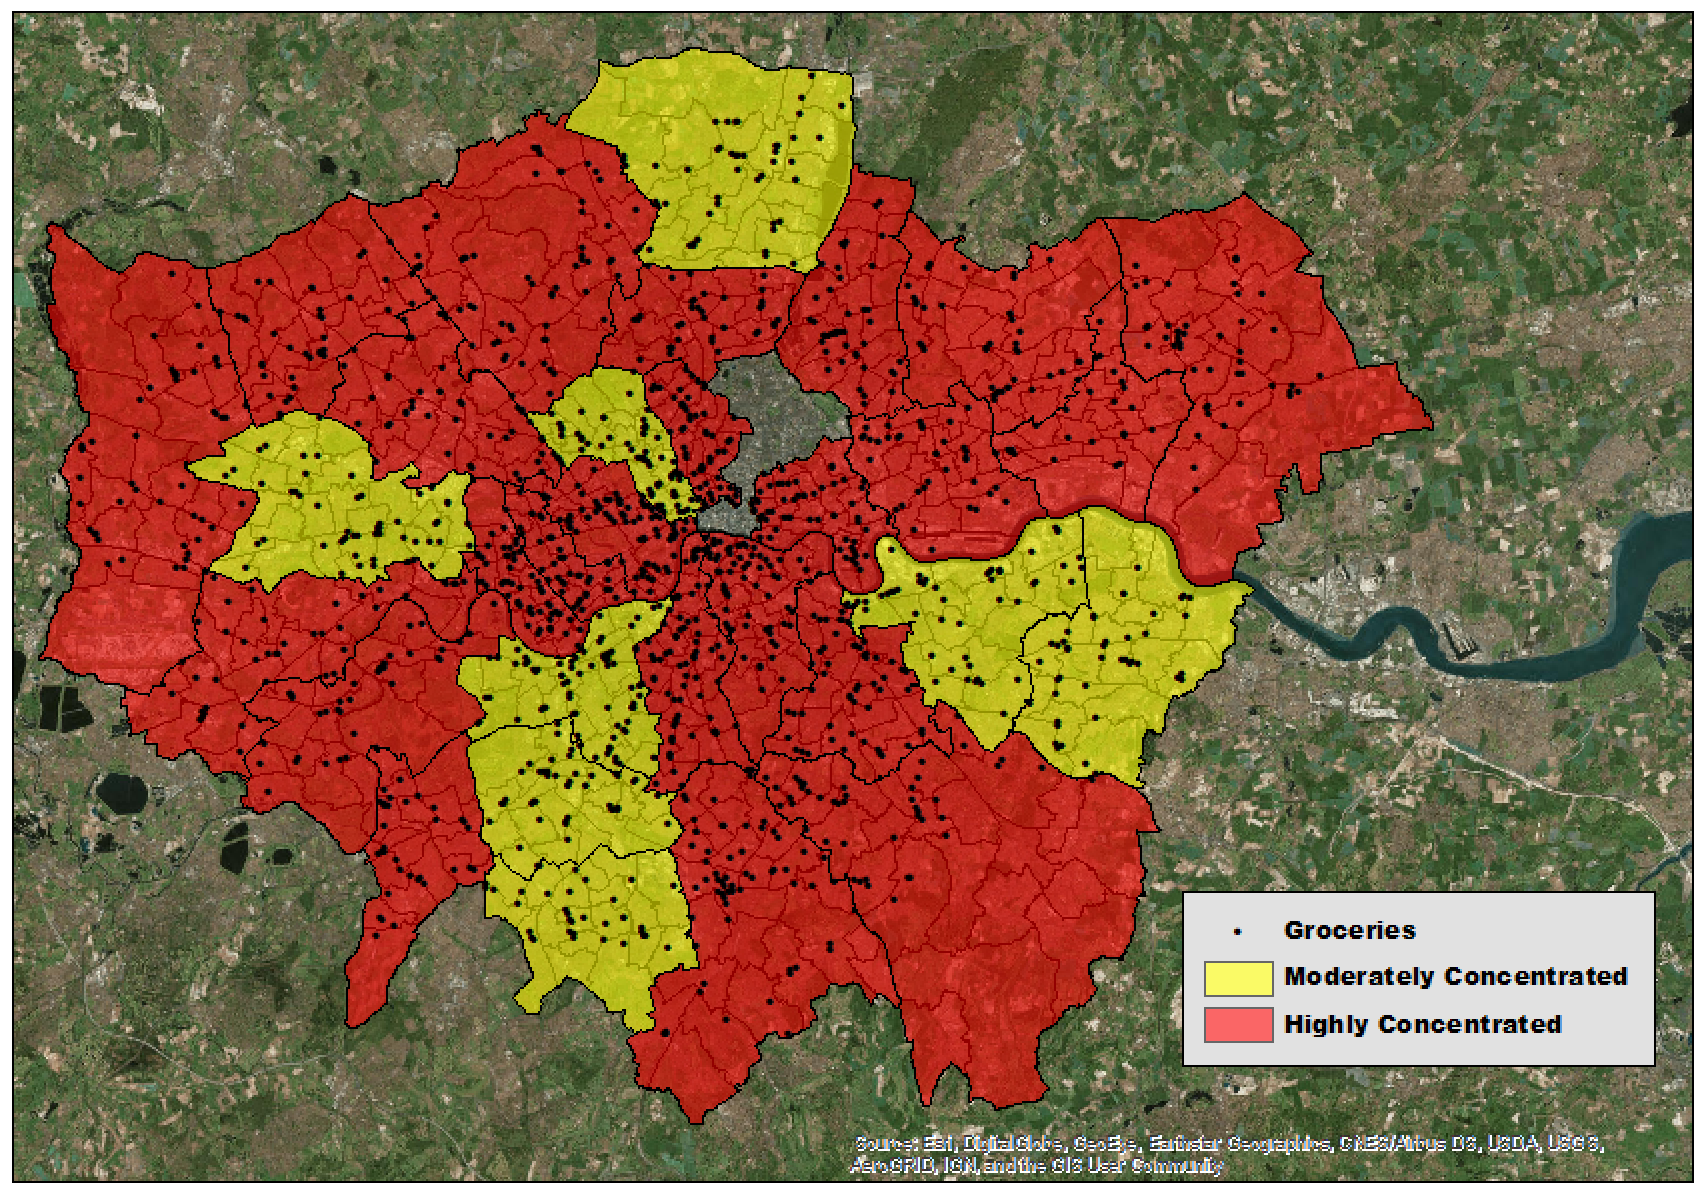 Groceries
Moderately Concentrated
Highly Concentrated
Source: Esri, DigitalGlobe, GeoEye, Earthstar Geographics, CNES/Airbus DS, USDA, USGS,
AeroGRID, IGN, and the GIS User Community